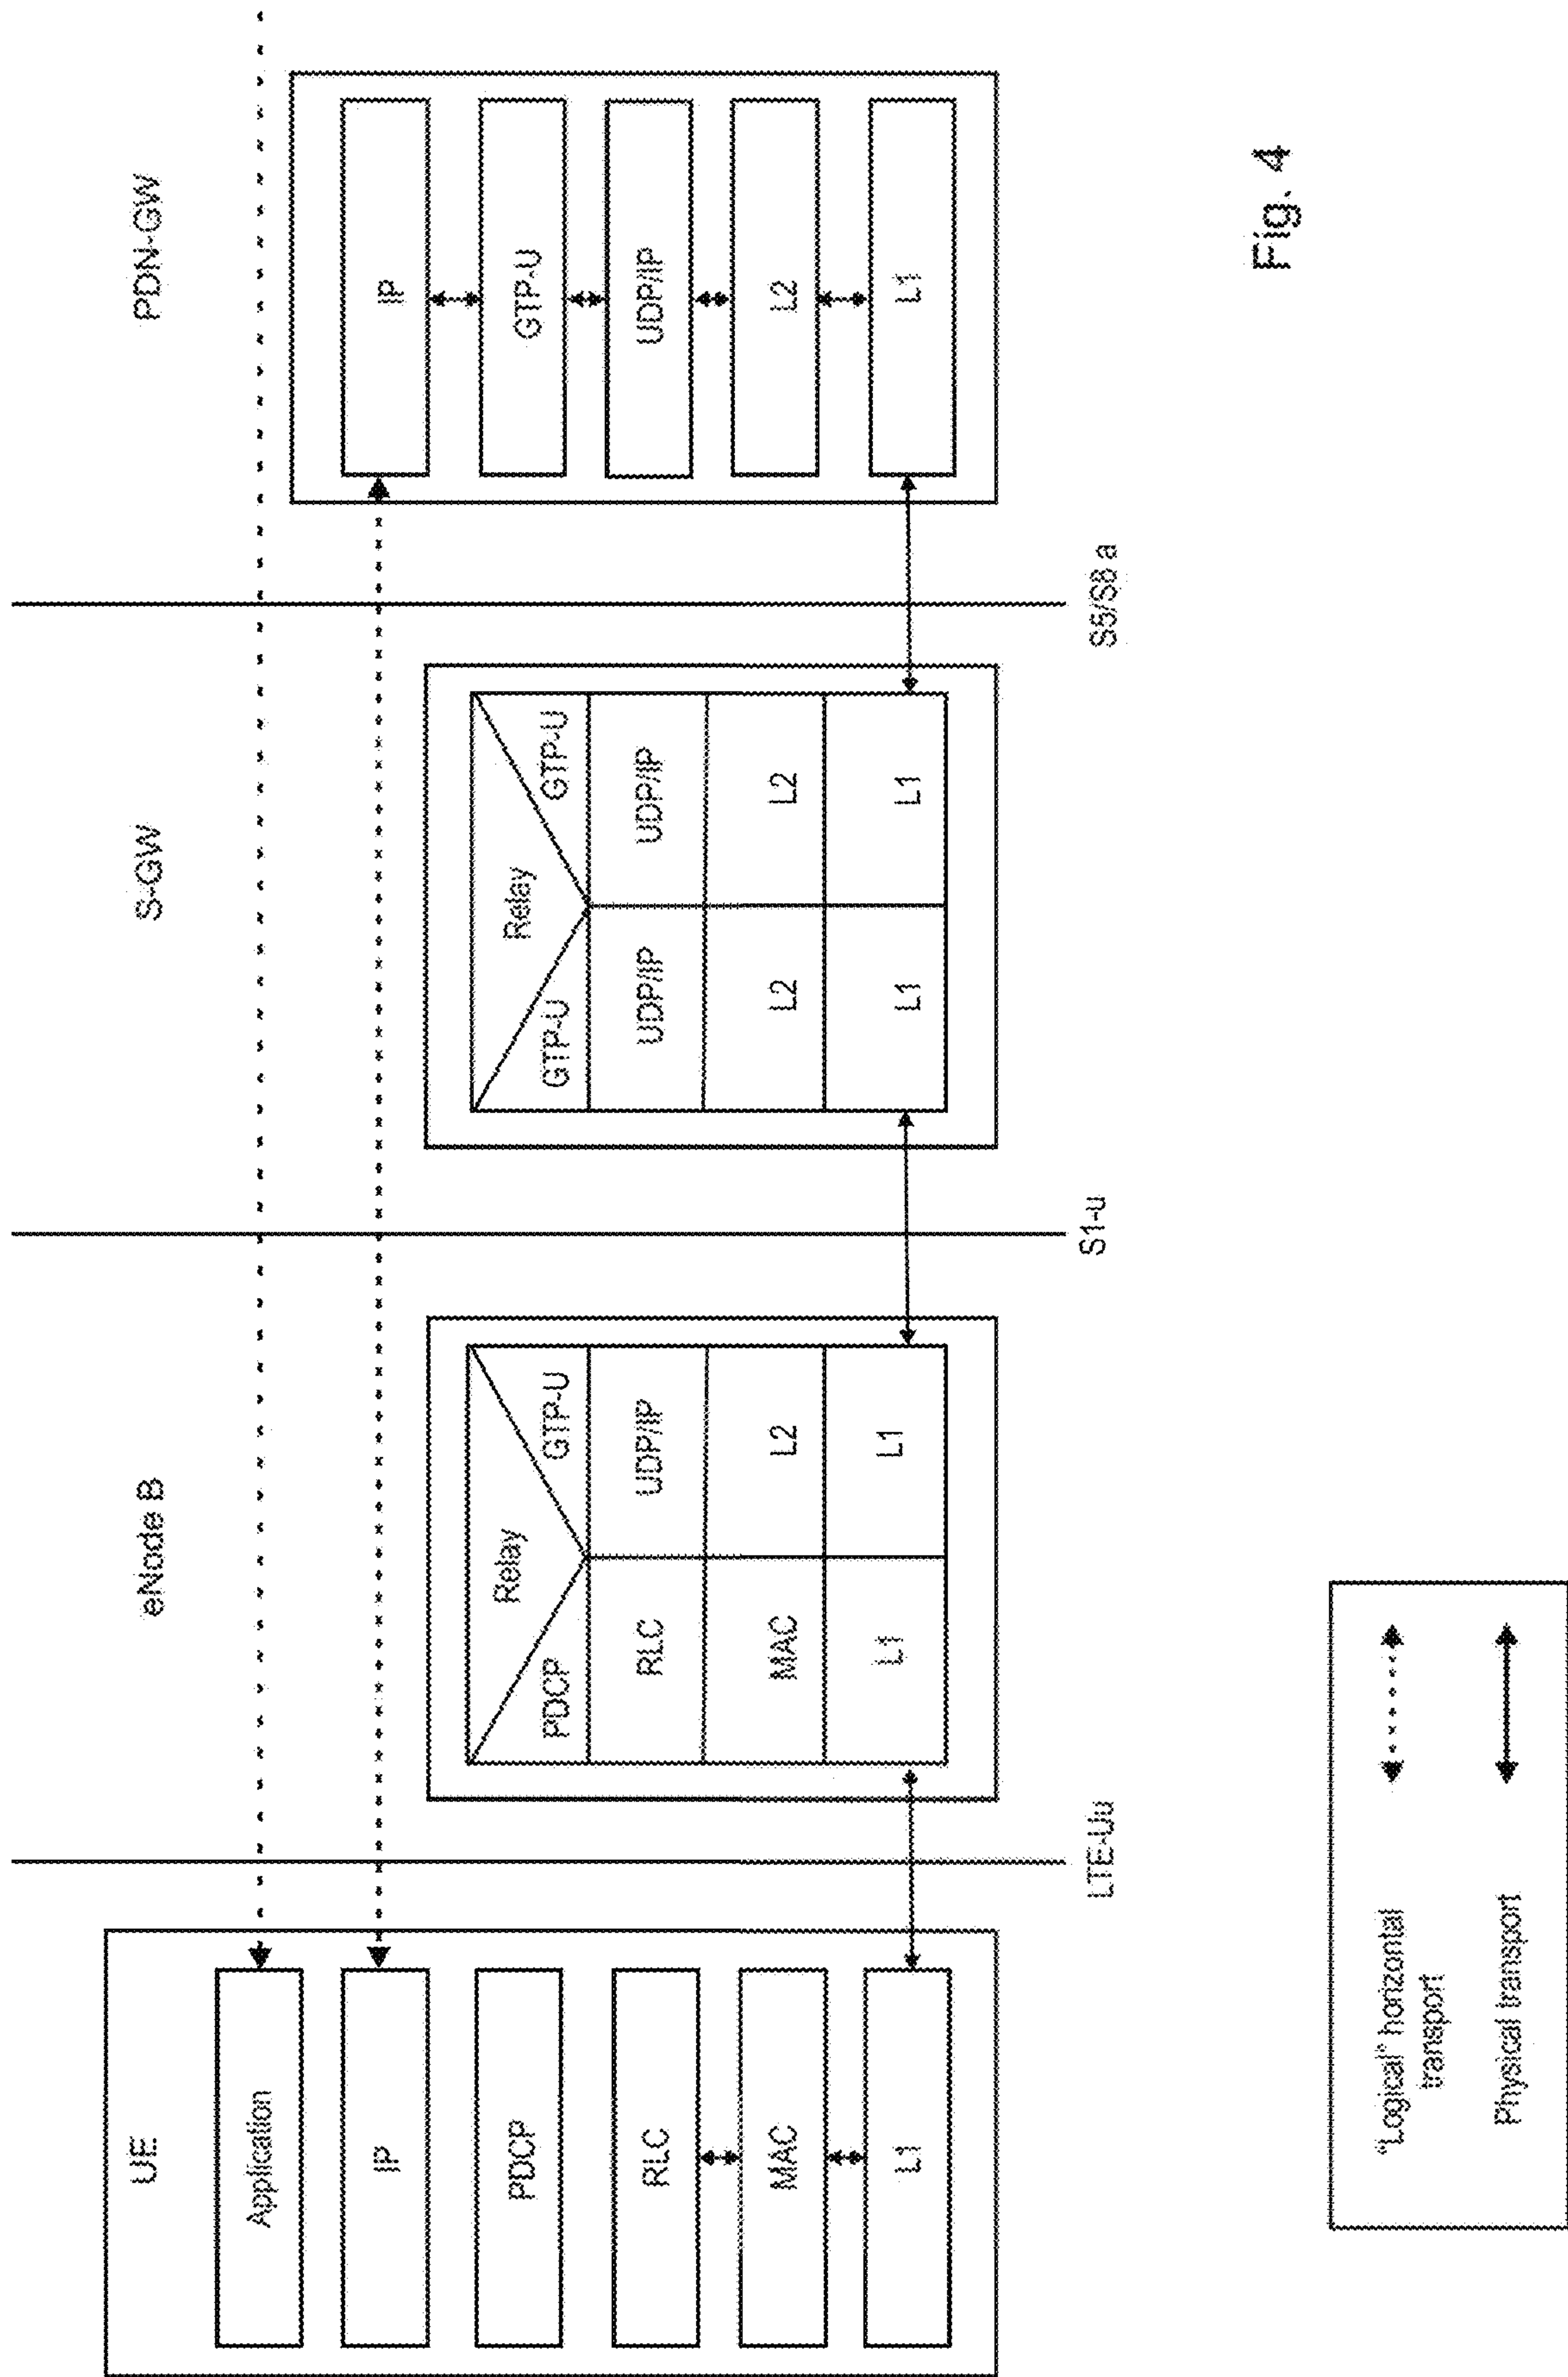 UE
Application
IP
PDCP
RLC
MAC
L1
LTE-Uu
eNode B
Relay
PDCP
GTP-U
RLC
UDP/IP
MAC
L2
L1
L1
S1-u
S-GW
Relay
GTP-U
GTP-U
UDP/IP
UDP/IP
L2
L2
L1
L1
S5/S8 a
PDN-GW
IP
GTP-U
UDP/IP
L2
L1
"Logical" horizontal
transport
Physical transport
Fig. 4